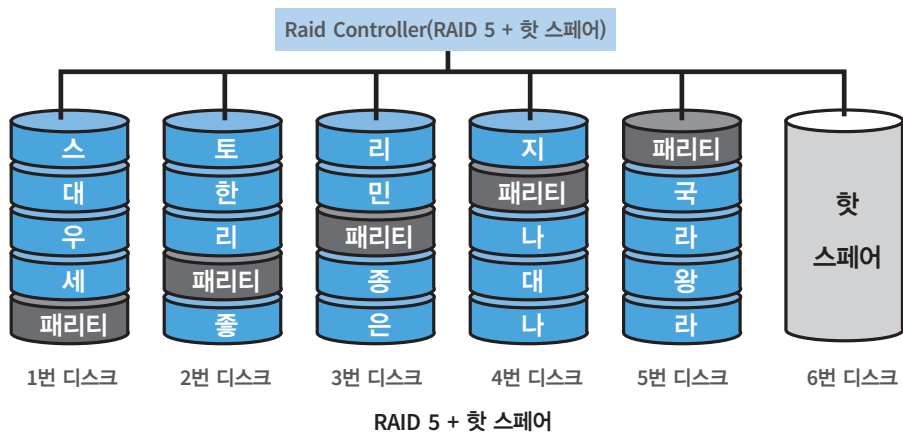 Raid Controller(RAID 5 + 핫 스페어)
스 토 리 지 패리티
대 한 민 패리티 국
우 리 패리티 나 라
세 패리티 종 대 왕
패리티 좋 은 나 라
핫
스페어
1번 디스크 2번 디스크 3번 디스크 4번 디스크 5번 디스크 6번 디스크
RAID 5 + 핫 스페어